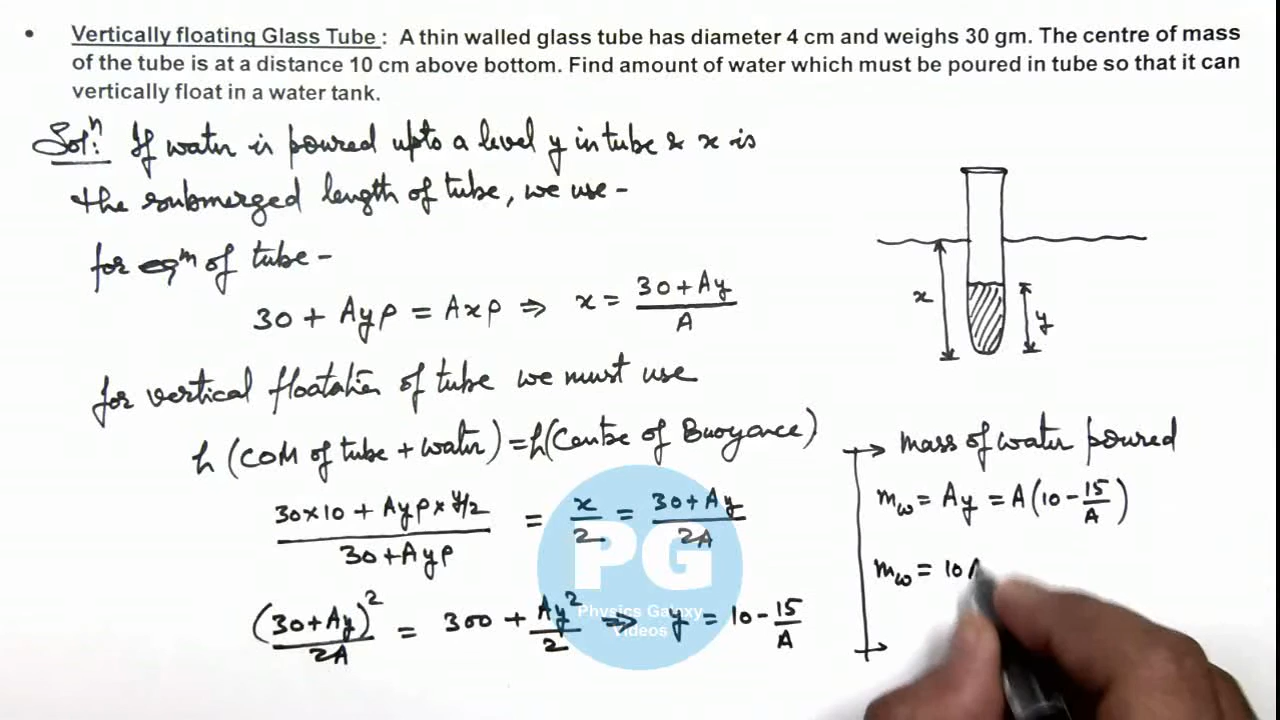 • Vertically floating Glass Tube : A thin walled glass tube has diameter 4 cm and weighs 30 gm. The centre of mass
of the tube is at a distance 10 cm above bottom. Find amount of water which must be poured in tube so that it can
vertically float in a water tank.
Solⁿ: If water is poured upto a level y in tube & x is
the submerged length of tube, we use -
for eqᵐ of tube -
30 + Ayρ = Axρ ⇒ x = (30 + Ay)/A
x
y
for vertical floatation of tube we must use
h (COM of tube + water) = h(Centre of Buoyance)
(30×10 + Ayρ × y/2)/(30 + Ayρ) = x/2 = (30 + Ay)/2A
(30 + Ay)²/2A = 300 + Ay²/2 ⇒ y = 10 - 15/A
mass of water poured
m_w = Ay = A(10 - 15/A)
m_w = 10A
PG
Physics Galaxy
Videos